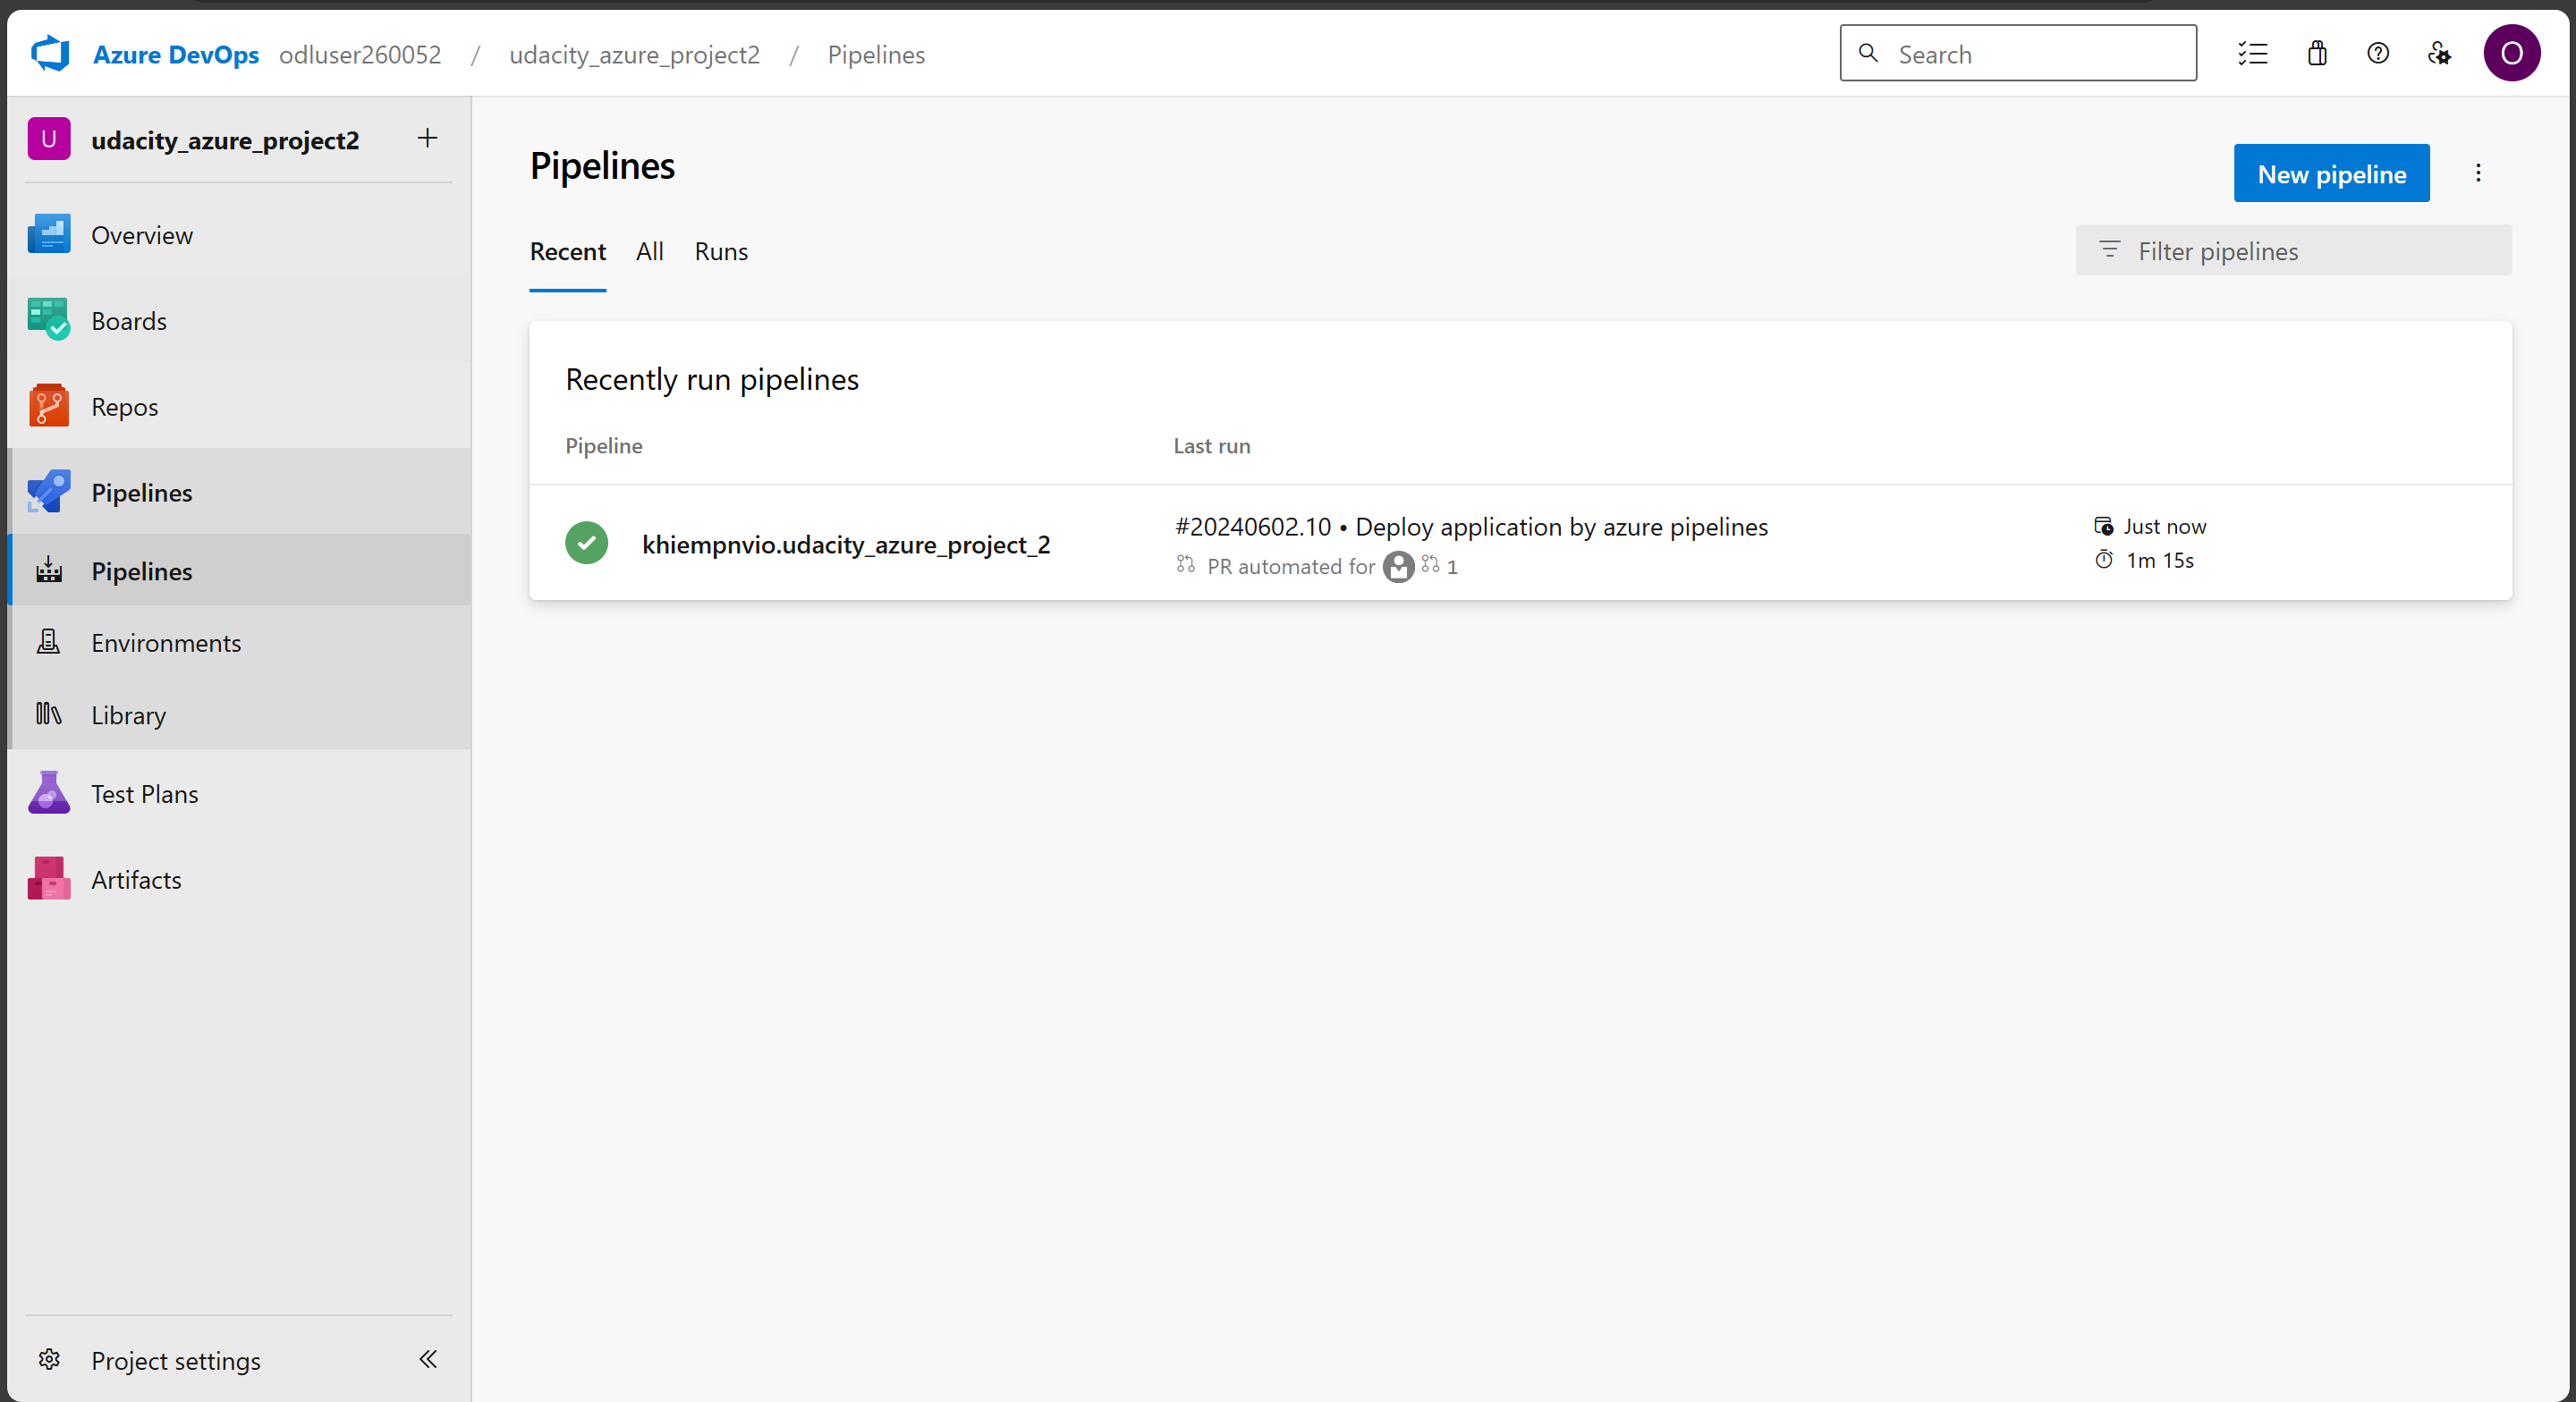 Azure DevOps odluser260052 / udacity_azure_project2 / Pipelines
Search
O
U udacity_azure_project2
Overview
Boards
Repos
Pipelines
Pipelines
Environments
Library
Test Plans
Artifacts
Project settings
Pipelines
New pipeline
Recent All Runs
Filter pipelines
Recently run pipelines
Pipeline Last run
khiempnvio.udacity_azure_project_2
#20240602.10 • Deploy application by azure pipelines
PR automated for 1
Just now
1m 15s